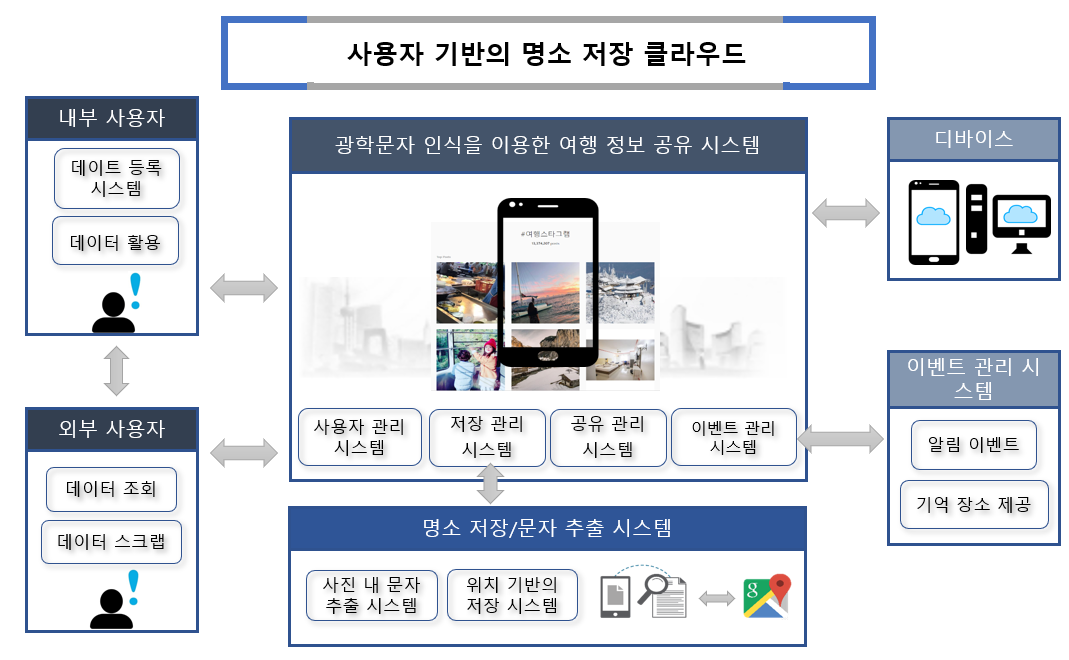 사용자 기반의 명소 저장 클라우드
내부 사용자
데이트 등록
시스템
데이터 활용
외부 사용자
데이터 조회
데이터 스크랩
광학문자 인식을 이용한 여행 정보 공유 시스템
#여행스타그램
사용자 관리
시스템
저장 관리
시스템
공유 관리
시스템
이벤트 관리
시스템
명소 저장/문자 추출 시스템
사진 내 문자
추출 시스템
위치 기반의
저장 시스템
g
디바이스
이벤트 관리 시
스템
알림 이벤트
기억 장소 제공